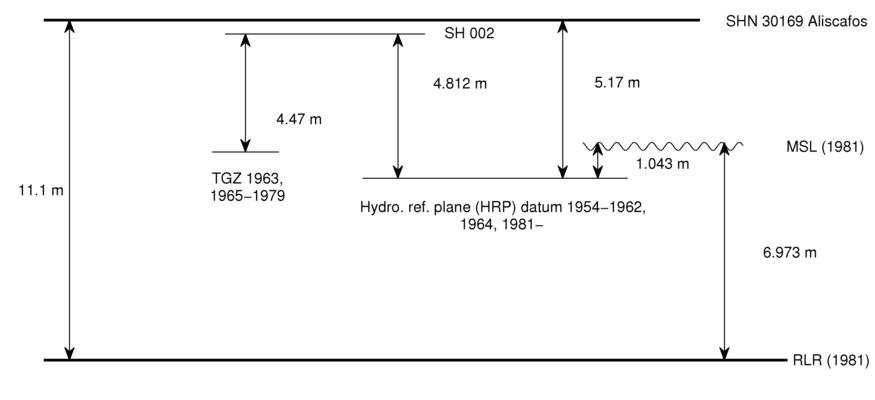 SHN 30169 Aliscafos
SH 002
4.812 m
5.17 m
4.47 m
MSL (1981)
1.043 m
TGZ 1963,
1965−1979
11.1 m
Hydro. ref. plane (HRP) datum 1954−1962,
1964, 1981−
6.973 m
RLR (1981)